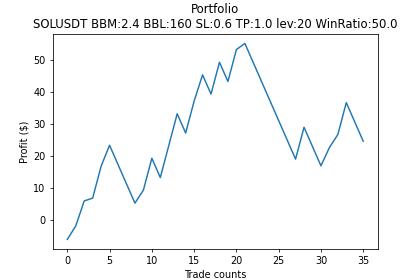 Portfolio
SOLUSDT BBM:2.4 BBL:160 SL:0.6 TP:1.0 lev:20 WinRatio:50.0
50
40
30
20
10
0
Profit ($)
0 5 10 15 20 25 30 35
Trade counts